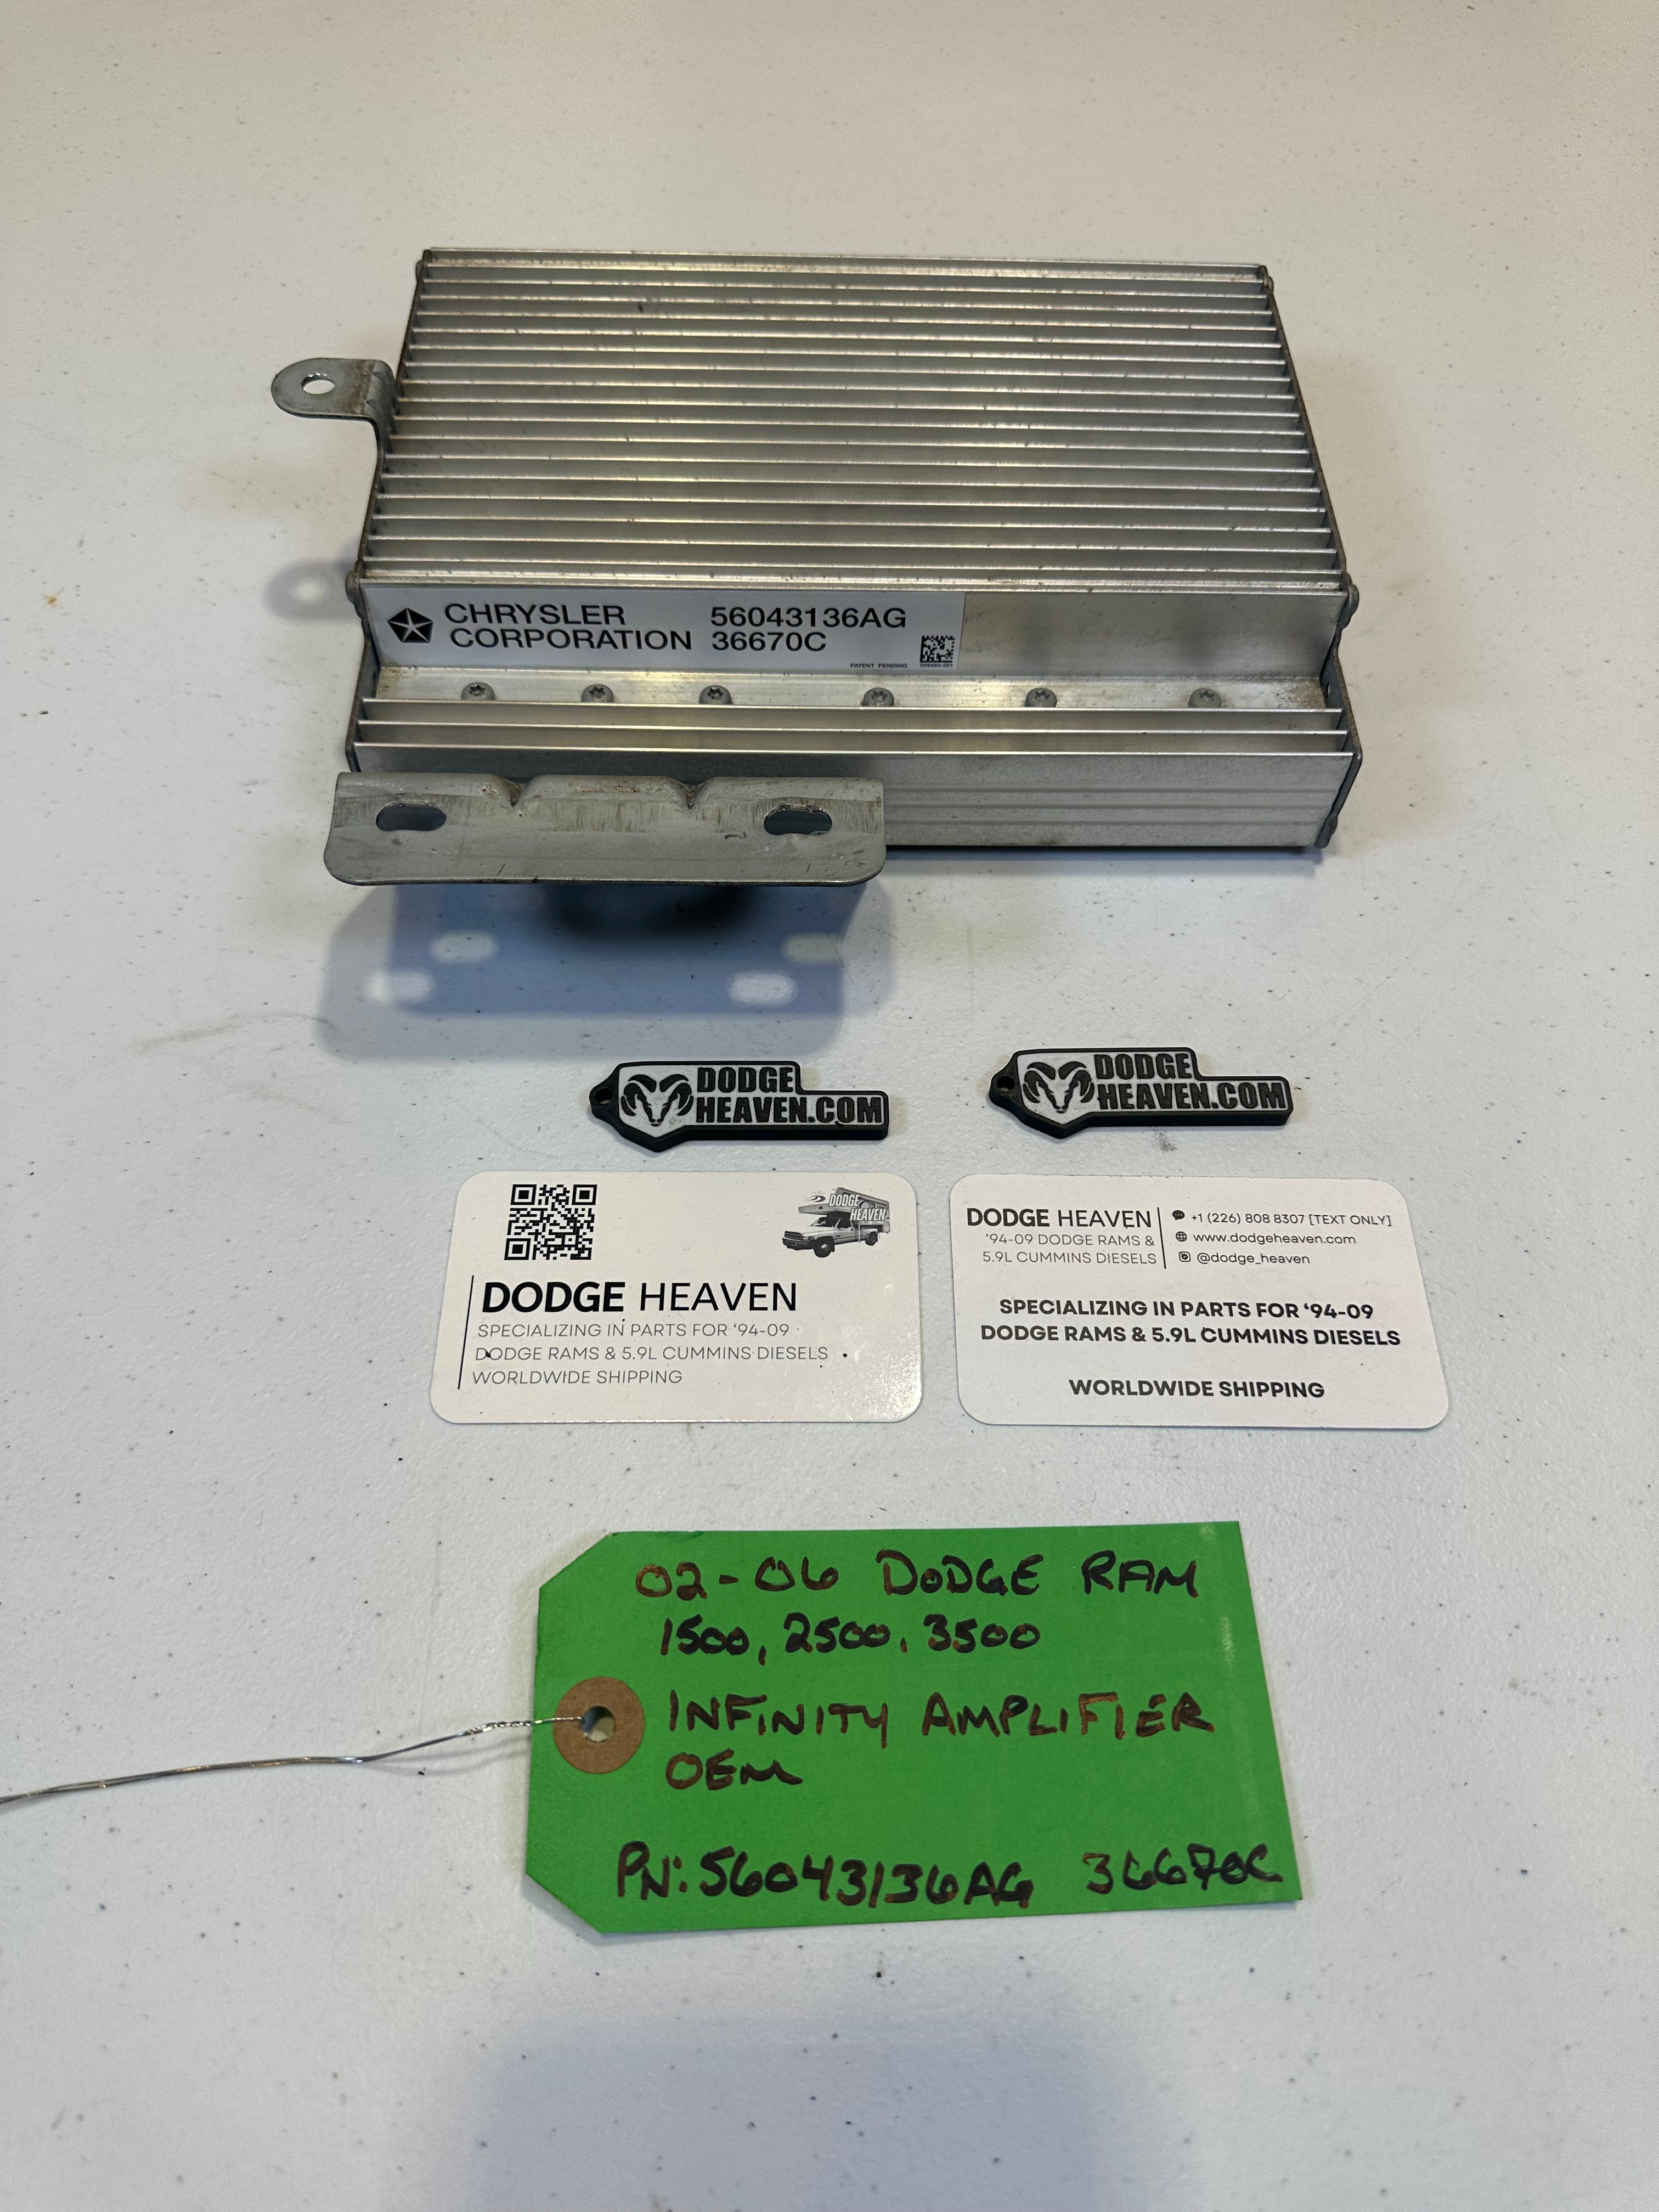 CHRYSLER 56043136AG
CORPORATION 36670C
PATENT PENDING
DODGE
HEAVEN.COM
DODGE
HEAVEN.COM
DODGE
HEAVEN
DODGE HEAVEN
SPECIALIZING IN PARTS FOR ‘94-09
DODGE RAMS & 5.9L CUMMINS DIESELS
WORLDWIDE SHIPPING
DODGE HEAVEN
‘94-09 DODGE RAMS &
5.9L CUMMINS DIESELS
+1 (226) 808 8307 [TEXT ONLY]
www.dodgeheaven.com
@dodge_heaven
SPECIALIZING IN PARTS FOR ‘94-09
DODGE RAMS & 5.9L CUMMINS DIESELS
WORLDWIDE SHIPPING
02-06 DODGE RAM
1500, 2500, 3500
INFINITY AMPLIFIER
OEM
PN: 56043136AG 36670C